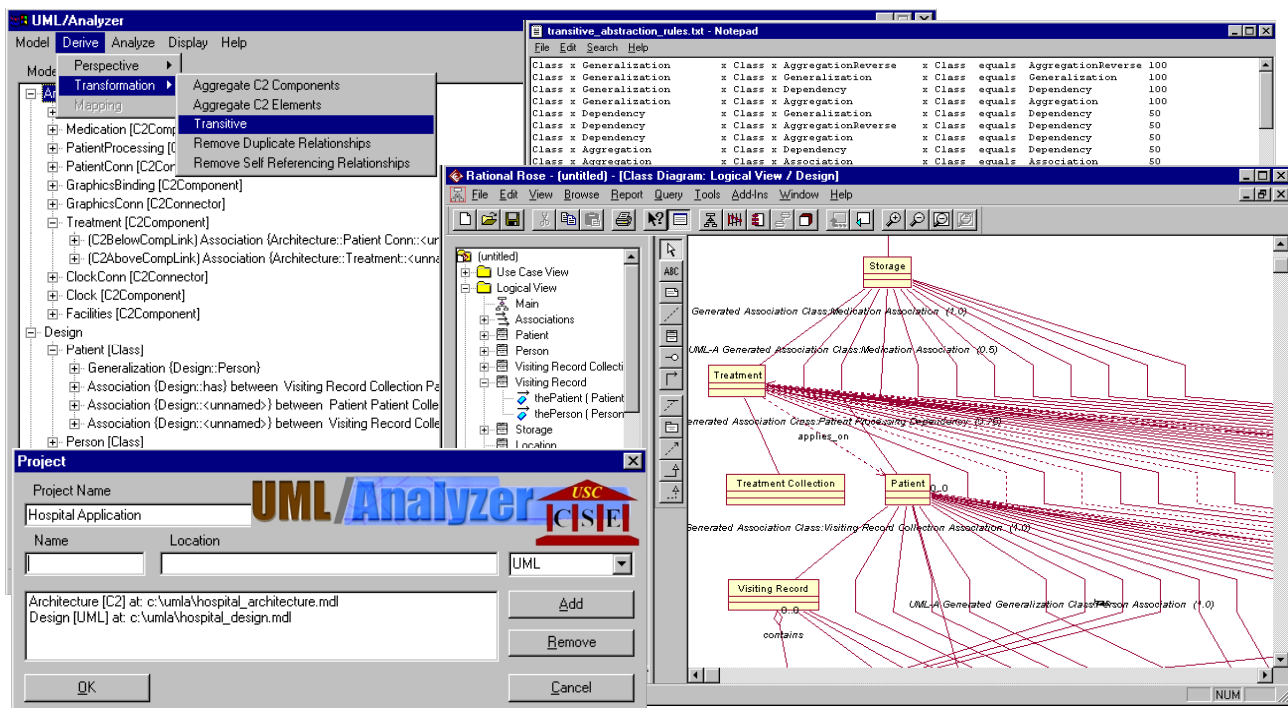 UML/Analyzer
Model Derive Analyze Display Help
Perspective
Transformation
Mapping
Aggregate C2 Components
Aggregate C2 Elements
Transitive
Remove Duplicate Relationships
Remove Self Referencing Relationships
Mode
Medication [C2Comp
PatientProcessing [C
PatientConn [C2Con
GraphicsBinding [C2Component]
GraphicsConn [C2Connector]
Treatment [C2Component]
(C2BelowCompLink) Association {Architecture::Patient Conn::<ur
(C2AboveCompLink) Association {Architecture::Treatment::<unna
ClockConn [C2Connector]
Clock [C2Component]
Facilities [C2Component]
Design
Patient [Class]
Generalization {Design::Person}
Association {Design::has} between Visiting Record Collection Pa
Association {Design::<unnamed>} between Patient Patient Colle
Association {Design::<unnamed>} between Visiting Record Colle
Person [Class]
transitive_abstraction_rules.txt - Notepad
File Edit Search Help
Class x Generalization x Class x AggregationReverse x Class equals AggregationReverse 100
Class x Generalization x Class x Generalization x Class equals Generalization 100
Class x Generalization x Class x Dependency x Class equals Dependency 100
Class x Generalization x Class x Aggregation x Class equals Aggregation 100
Class x Dependency x Class x Generalization x Class equals Dependency 50
Class x Dependency x Class x AggregationReverse x Class equals Dependency 50
Class x Dependency x Class x Aggregation x Class equals Dependency 50
Class x Aggregation x Class x Dependency x Class equals Dependency 50
Class x Aggregation x Class x Association x Class equals Association 50
Rational Rose - (untitled) - [Class Diagram: Logical View / Design]
File Edit View Browse Report Query Tools Add-Ins Window Help
(untitled)
Use Case View
Logical View
Main
Associations
Patient
Person
Visiting Record Collecti
Visiting Record
thePatient ( Patient
thePerson ( Person
Storage
Location
ABC
Storage
Generated Association Class:Medication Association (1.0)
UML-A Generated Association Class:Medication Association (0.5)
Treatment
enerated Association Class:Patient Processing Dependency
applies_on
Treatment Collection
Patient
0..0
Generated Association Class:Visiting Record Collection Association (1.0)
Visiting Record
0..0
contains
UML-A Generated Generalization Class:Person Association (1.0)
NUM
Project
Project Name
Hospital Application
UML/Analyzer
USC
CSE
Name Location
UML
Architecture [C2] at: c:\umla\hospital_architecture.mdl
Design [UML] at: c:\umla\hospital_design.mdl
Add
Remove
OK
Cancel